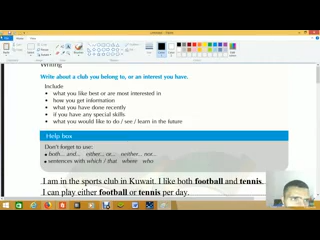 Writing
Write about a club you belong to, or an interest you have.
Include
• what you like best or are most interested in
• how you get information
• what you have done recently
• if you have any special skills
• what you would like to do / see / learn in the future
Help box
Don't forget to use:
• both... and... either... or... neither... nor...
• sentences with which / that where who
I am in the sports club in Kuwait. I like both football and tennis.
I can play either football or tennis per day.